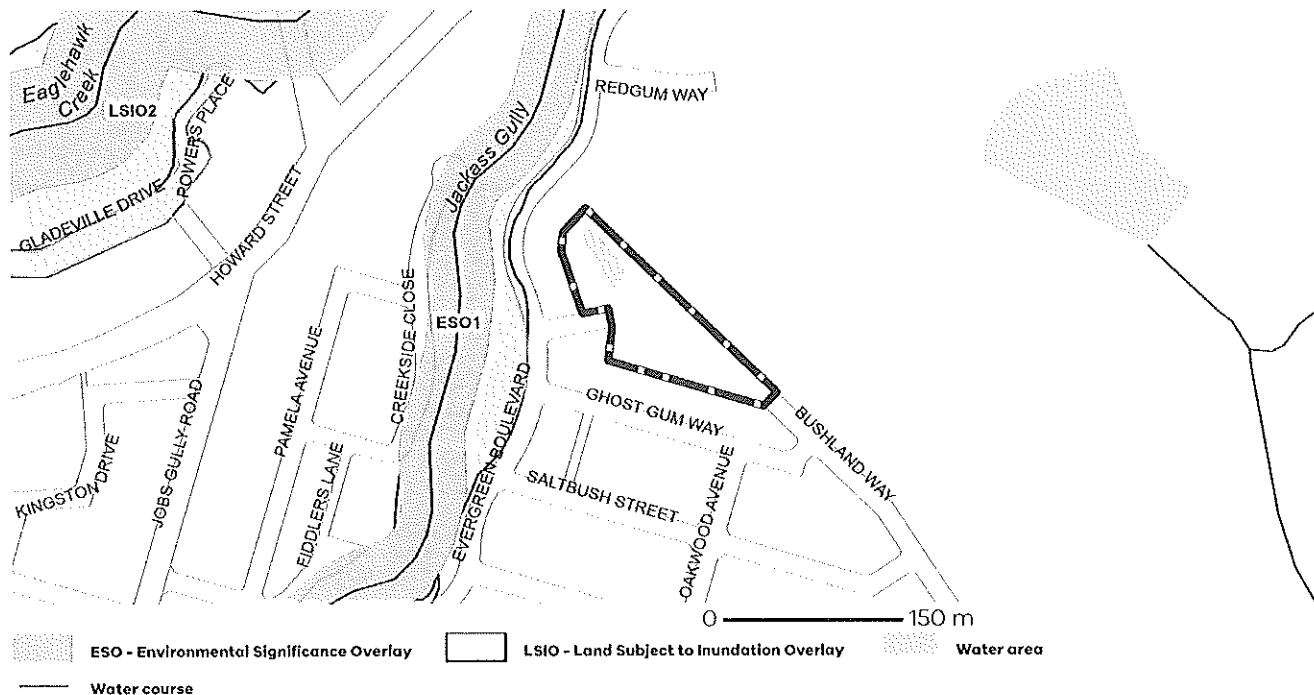 Eaglehawk
Creek
LSIO2
POWERS PLACE
GLADEVILLE DRIVE
HOWARD STREET
Jackass Gully
REDGUM WAY
ESO1
CREEKSIDE CLOSE
PAMELA AVENUE
EVERGREEN BOULEVARD
GHOST GUM WAY
BUSHLAND WAY
KINGSTON DRIVE
JOBS GULLY ROAD
FIDDLERS LANE
SALTBUSH STREET
OAKWOOD AVENUE
0 150 m
ESO - Environmental Significance Overlay LSIO - Land Subject to Inundation Overlay Water area
Water course